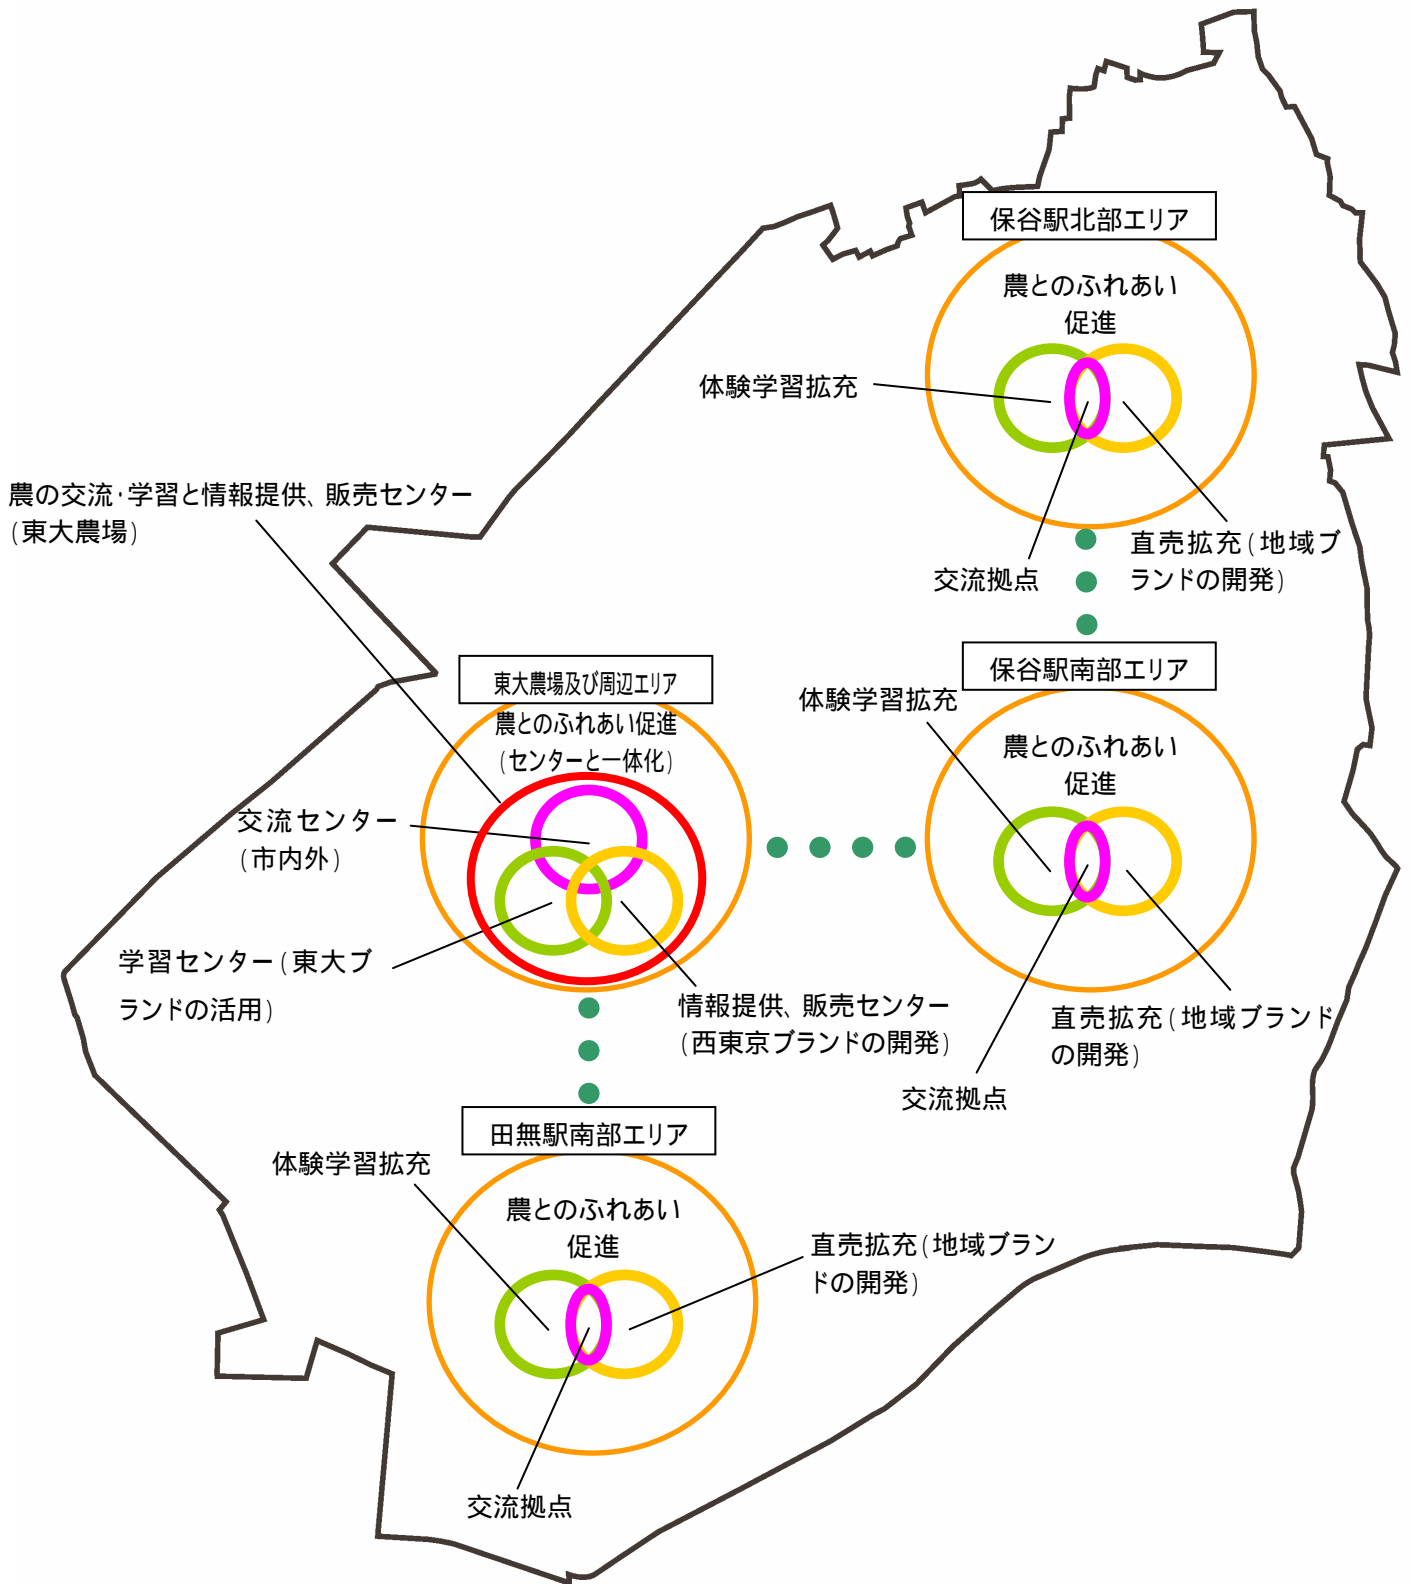 保谷駅北部エリア
農とのふれあい
促進
体験学習拡充
交流拠点
直売拡充(地域ブ
ランドの開発)
農の交流・学習と情報提供、販売センター
(東大農場)
東大農場及び周辺エリア
農とのふれあい促進
(センターと一体化)
交流センター
(市内外)
学習センター(東大ブ
ランドの活用)
情報提供、販売センター
(西東京ブランドの開発)
保谷駅南部エリア
体験学習拡充
農とのふれあい
促進
直売拡充(地域ブランド
の開発)
交流拠点
田無駅南部エリア
体験学習拡充
農とのふれあい
促進
直売拡充(地域ブラン
ドの開発)
交流拠点